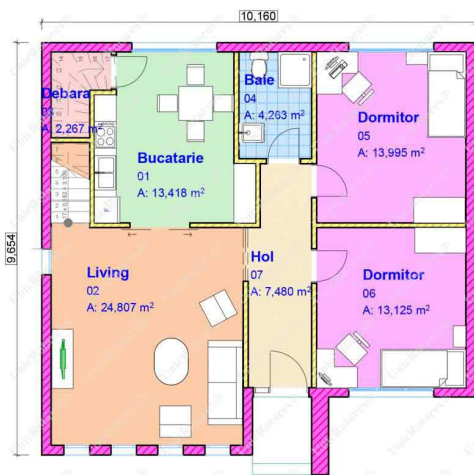 10,160
9,654
Debara
03
A: 2,267 m²
Baie
04
A: 4,263 m²
Dormitor
05
A: 13,995 m²
Bucatarie
01
A: 13,418 m²
F
Living
02
A: 24,807 m²
Hol
07
A: 7,480 m²
Dormitor
06
A: 13,125 m²